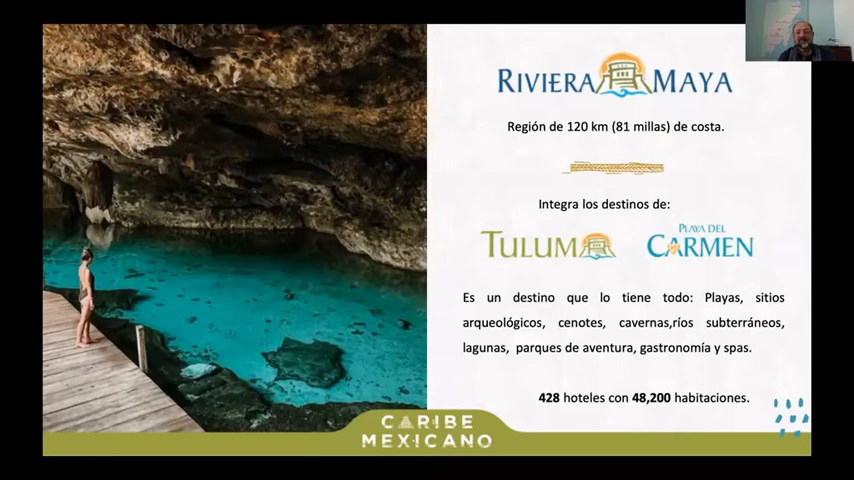 RIVIERA MAYA
Región de 120 km (81 millas) de costa.
Integra los destinos de:
TULUM
PLAYA DEL
CARMEN
Es un destino que lo tiene todo: Playas, sitios
arqueológicos, cenotes, cavernas,ríos subterráneos,
lagunas, parques de aventura, gastronomía y spas.
428 hoteles con 48,200 habitaciones.
CARIBE
MEXICANO